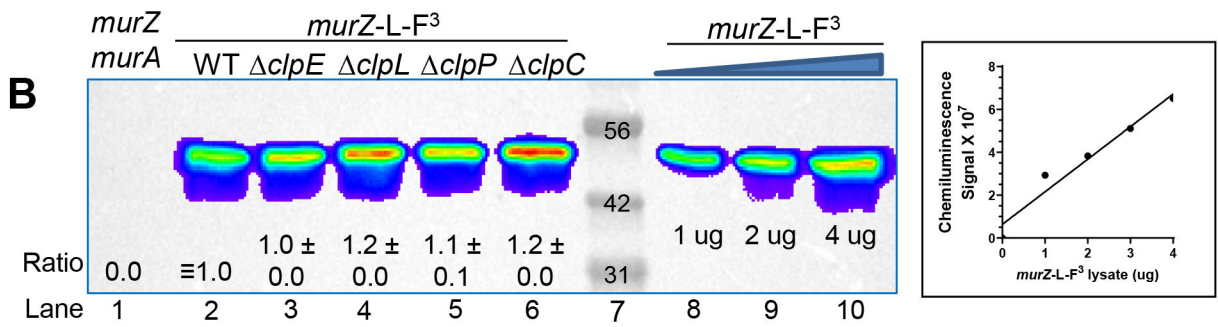 murZ murZ-L-F³ murZ-L-F³
murA WT ΔclpE ΔclpL ΔclpP ΔclpC
B
56
42
31
1.0 ± 1.2 ± 1.1 ± 1.2 ±
Ratio 0.0 ≡1.0 0.0 0.0 0.1 0.0
1 ug 2 ug 4 ug
Lane 1 2 3 4 5 6 7 8 9 10
Chemiluminescence
Signal X 10⁷
8
6
4
2
0
0 1 2 3 4
murZ-L-F³ lysate (ug)